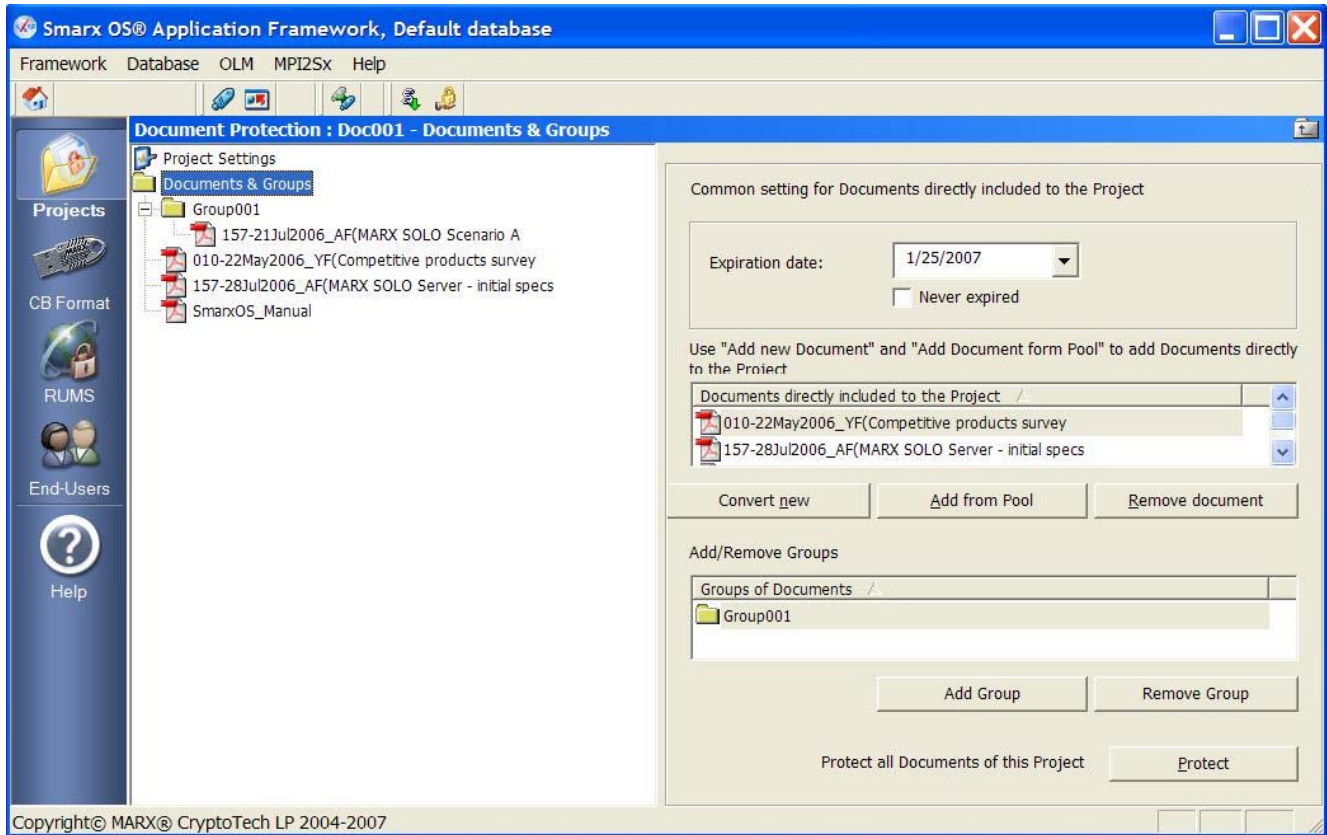 Smarx OS® Application Framework, Default database
Framework Database OLM MPI2Sx Help
Document Protection : Doc001 - Documents & Groups
Projects
CB Format
RUMS
End-Users
Help
Project Settings
Documents & Groups
Group001
157-21Jul2006_AF(MARX SOLO Scenario A
010-22May2006_YF(Competitive products survey
157-28Jul2006_AF(MARX SOLO Server - initial specs
SmarxOS_Manual
Common setting for Documents directly included to the Project
Expiration date:
1/25/2007
Never expired
Use "Add new Document" and "Add Document form Pool" to add Documents directly
to the Project
Documents directly included to the Project
010-22May2006_YF(Competitive products survey
157-28Jul2006_AF(MARX SOLO Server - initial specs
Convert new
Add from Pool
Remove document
Add/Remove Groups
Groups of Documents
Group001
Add Group
Remove Group
Protect all Documents of this Project
Protect
Copyright© MARX® CryptoTech LP 2004-2007